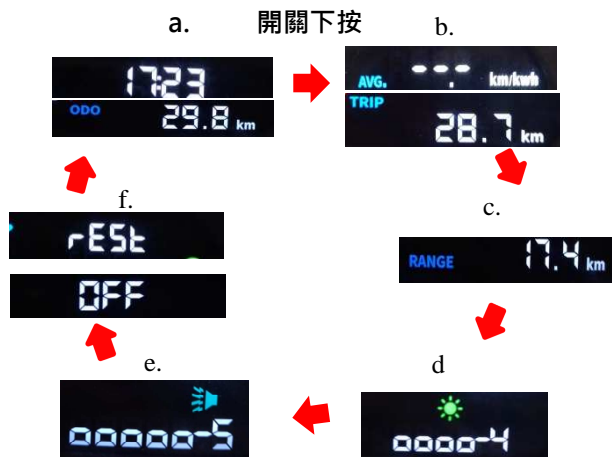 a. 開關下按 b.
17:23
ODO 29.8 km
AVG. ---. km/kwh
TRIP
28.7 km
c.
RANGE 17.4 km
d
oooo-4
e.
ooooo-5
f.
rESt
OFF